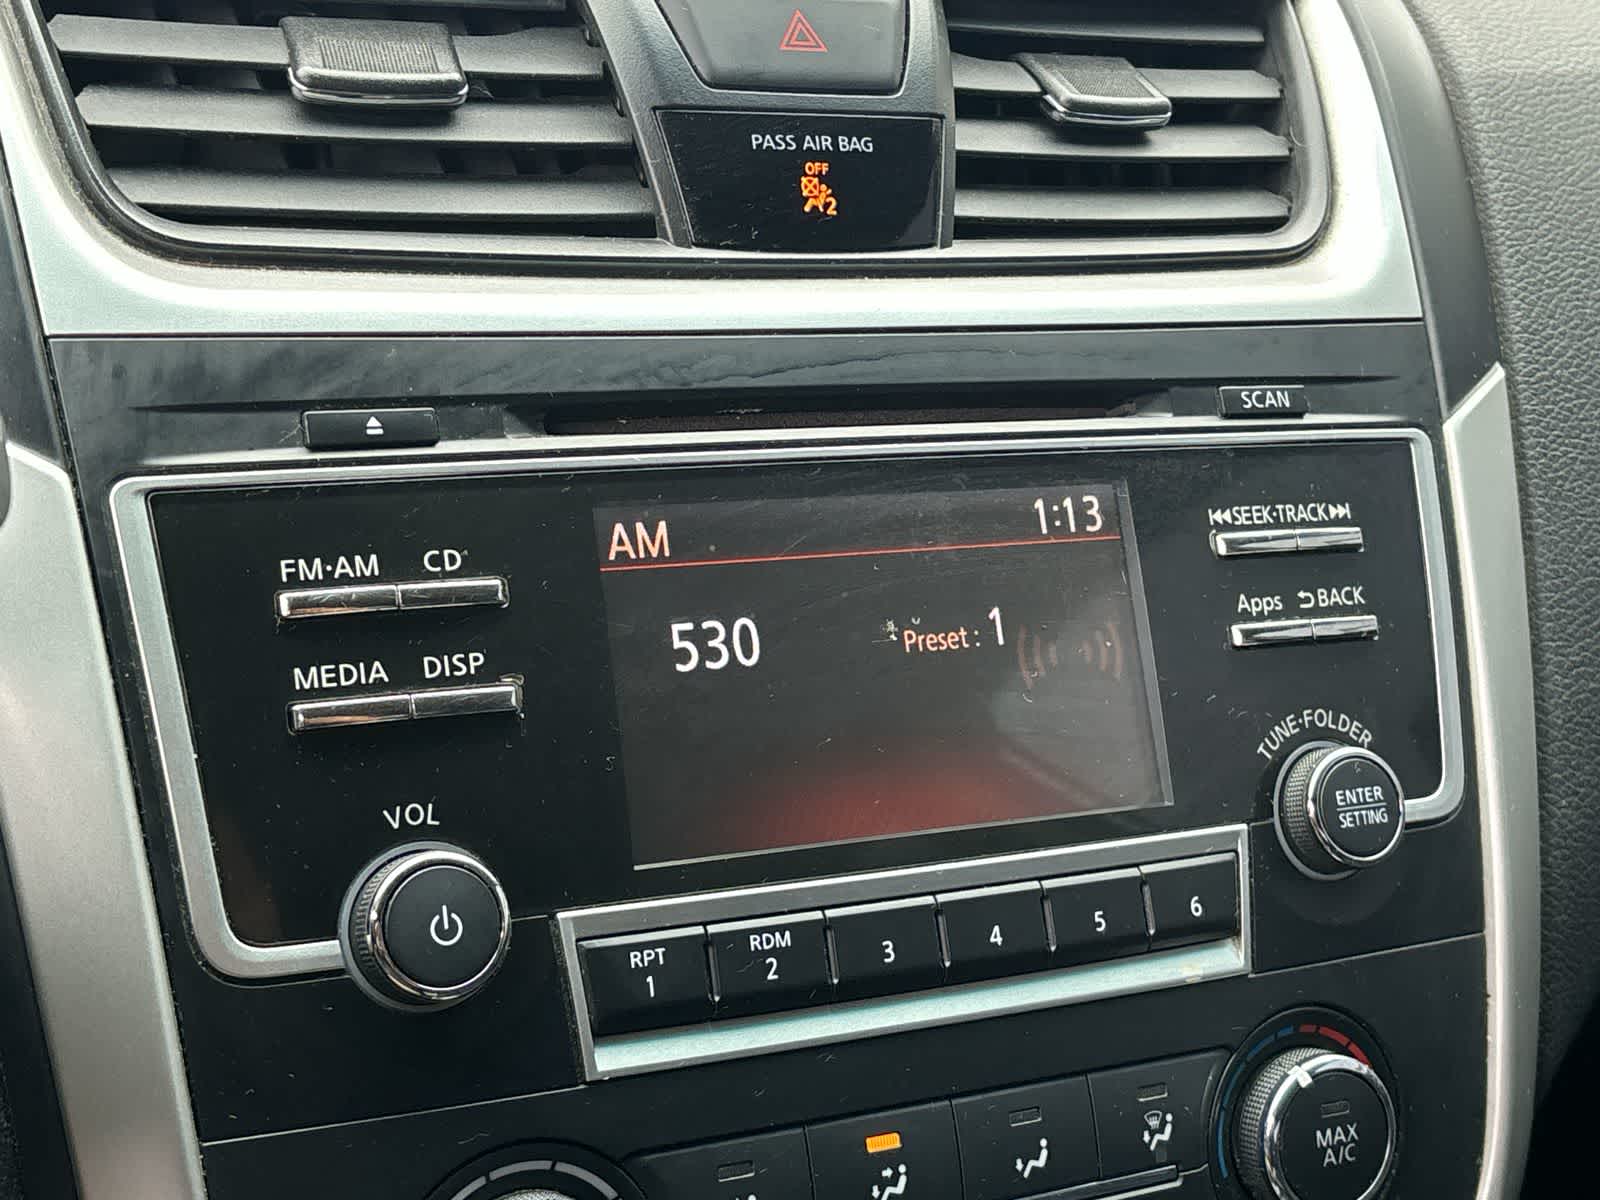 PASS AIR BAG
OFF
2
SCAN
AM 1:13
530 Preset : 1
FM·AM CD
MEDIA DISP
VOL
SEEK·TRACK
Apps BACK
TUNE·FOLDER
ENTER
SETTING
RPT
1
RDM
2
3
4
5
6
MAX
A/C